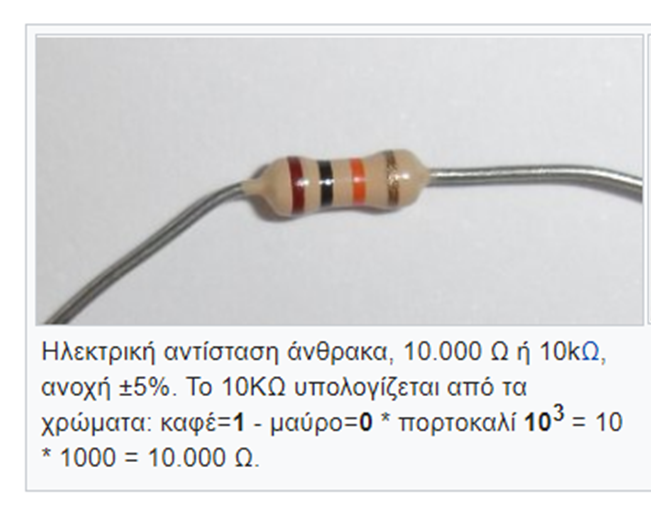 Ηλεκτρική αντίσταση άνθρακα, 10.000 Ω ή 10kΩ,
ανοχή ±5%. Το 10KΩ υπολογίζεται από τα
χρώματα: καφέ=1 - μαύρο=0 * πορτοκαλί 10³ = 10
* 1000 = 10.000 Ω.